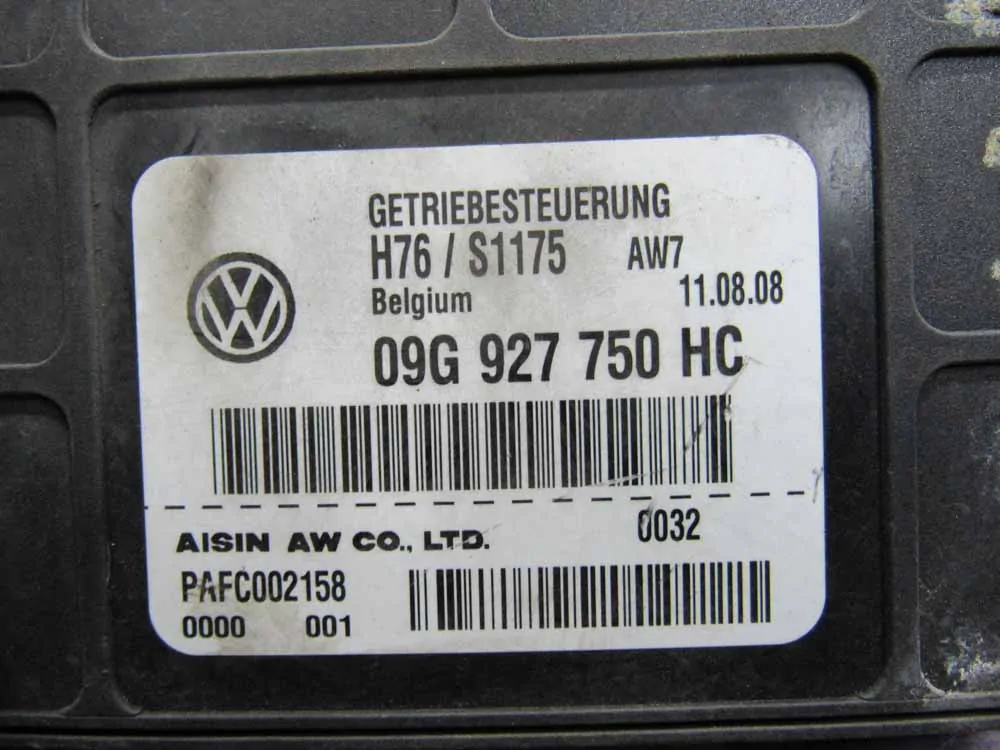 GETRIEBESTEUERUNG
H76 / S1175 AW7
Belgium 11.08.08
09G 927 750 HC
AISIN AW CO., LTD. 0032
PAFC002158
0000 001